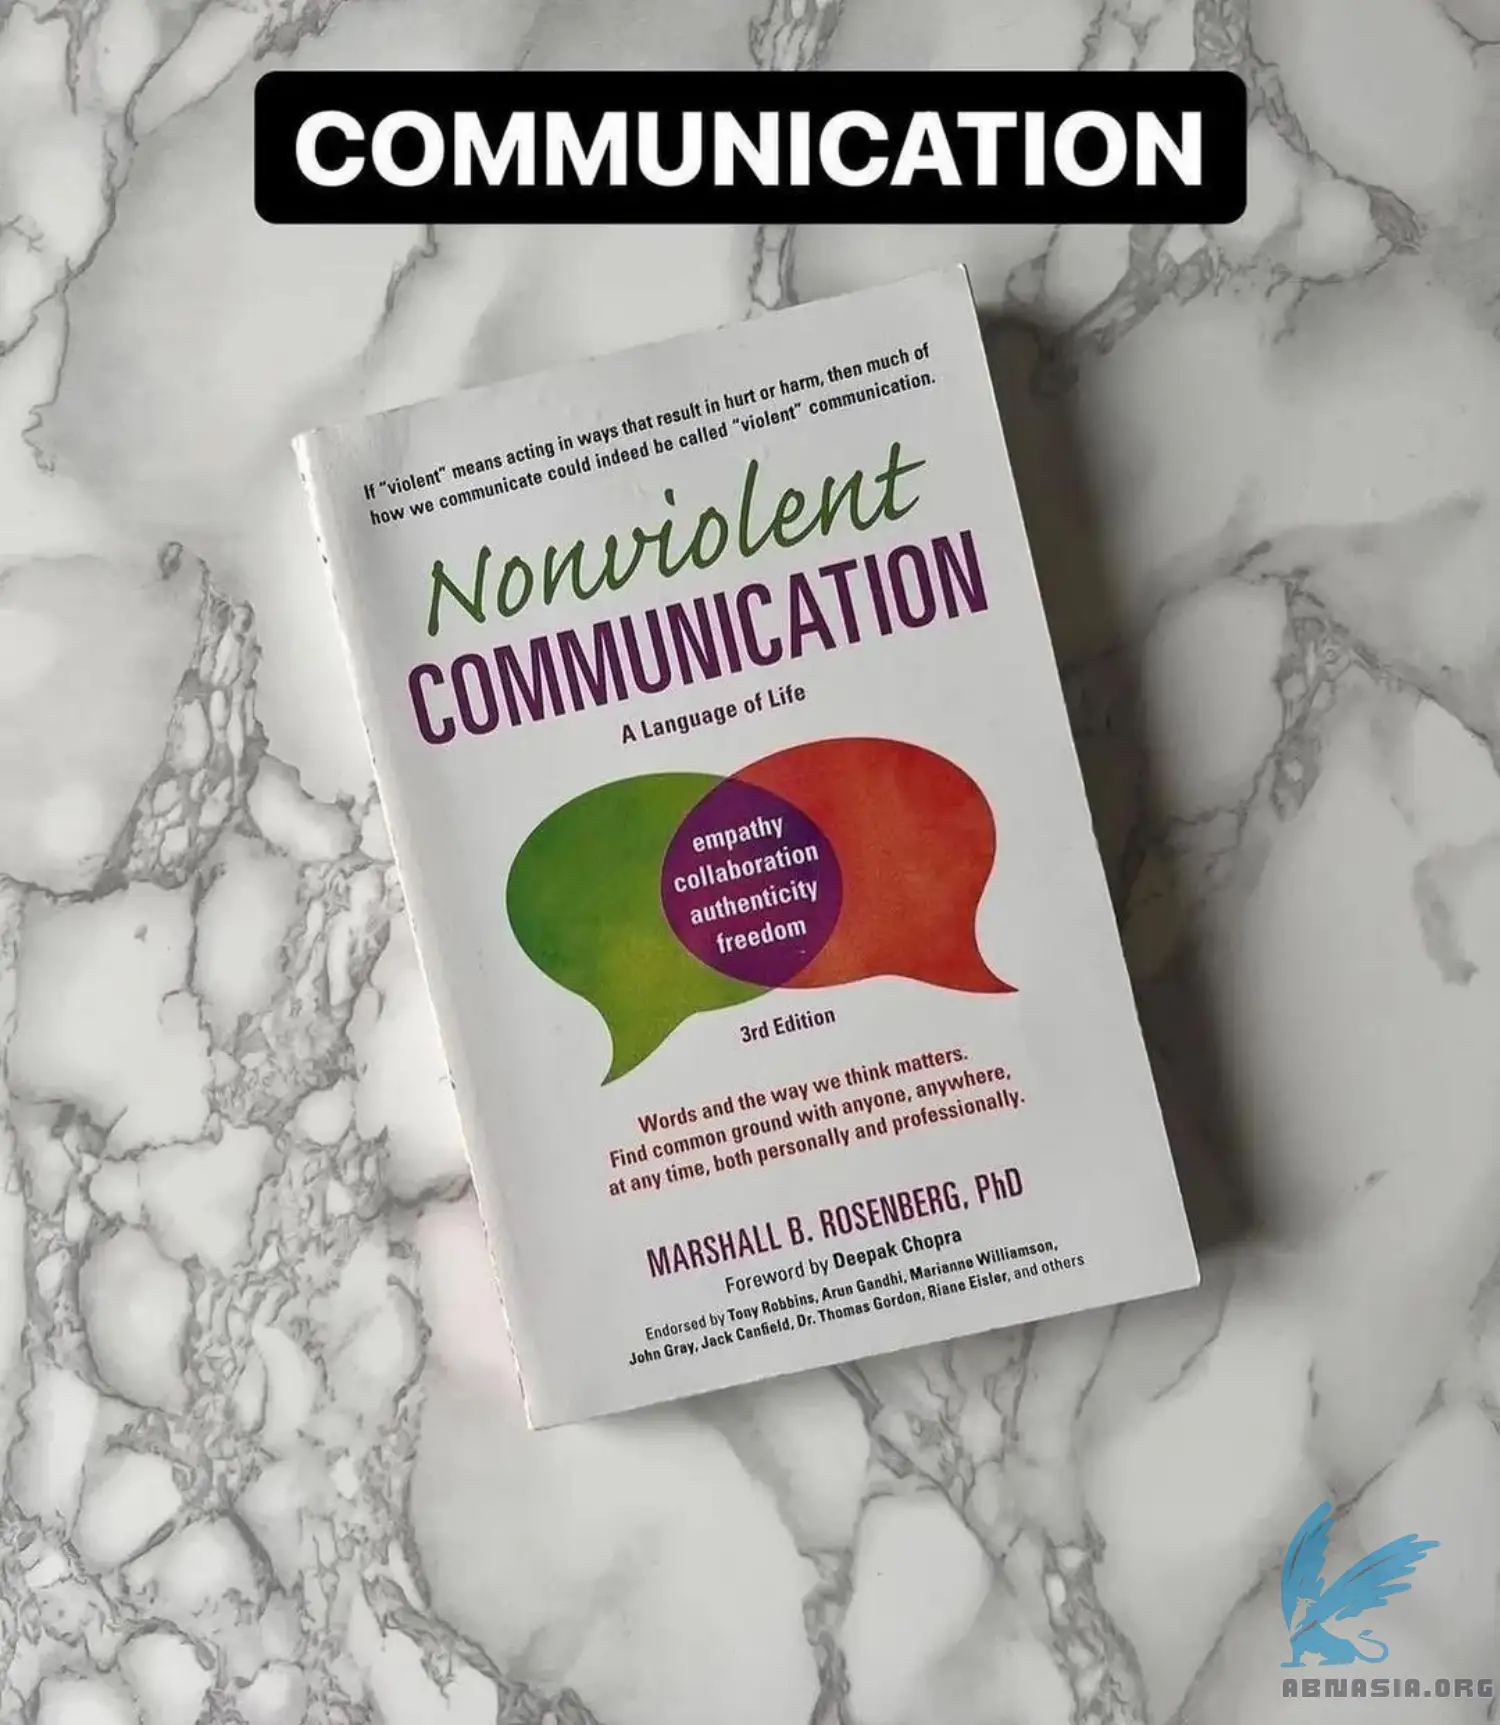 COMMUNICATION
If "violent" means acting in ways that result in hurt or harm, then much of
how we communicate could indeed be called "violent" communication.
Nonviolent
COMMUNICATION
A Language of Life
empathy
collaboration
authenticity
freedom
3rd Edition
Words and the way we think matters.
Find common ground with anyone, anywhere,
at any time, both personally and professionally.
MARSHALL B. ROSENBERG, PhD
Foreword by Deepak Chopra
Endorsed by Tony Robbins, Arun Gandhi, Marianne Williamson,
John Gray, Jack Canfield, Dr. Thomas Gordon, Riane Eisler, and others
ABNASIA.ORG